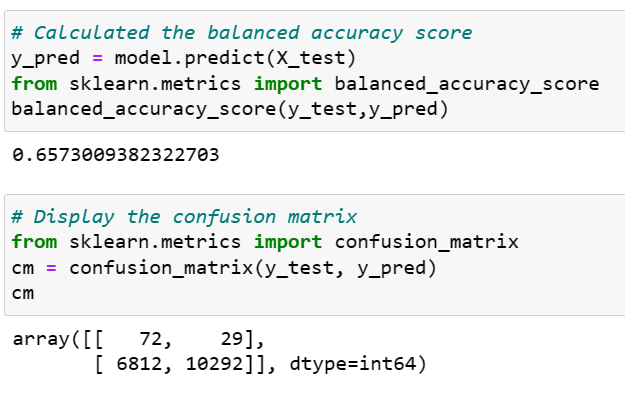 # Calculated the balanced accuracy score
y_pred = model.predict(X_test)
from sklearn.metrics import balanced_accuracy_score
balanced_accuracy_score(y_test,y_pred)
0.6573009382322703
# Display the confusion matrix
from sklearn.metrics import confusion_matrix
cm = confusion_matrix(y_test, y_pred)
cm
array([[   72,    29],
       [ 6812, 10292]], dtype=int64)